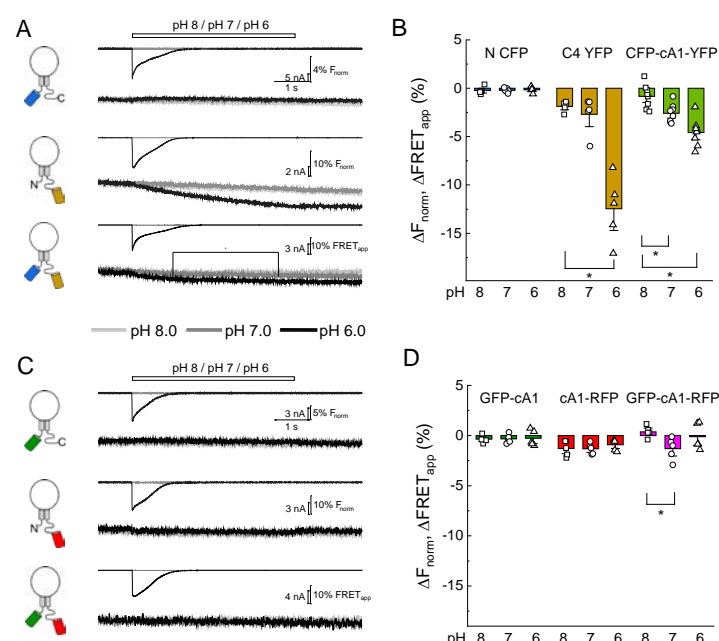 A
pH 8 / pH 7 / pH 6
4% Fnorm
5 nA
1 s
C
10% Fnorm
2 nA
N
10% FRETapp
3 nA
pH 8.0 pH 7.0 pH 6.0
B
N CFP C4 YFP CFP-cA1-YFP
ΔFnorm, ΔFRETapp (%)
5
0
-5
-10
-15
* * *
pH 8 7 6 8 7 6 8 7 6
C
pH 8 / pH 7 / pH 6
5% Fnorm
3 nA
1 s
C
10% Fnorm
3 nA
N
10% FRETapp
4 nA
D
GFP-cA1 cA1-RFP GFP-cA1-RFP
ΔFnorm, ΔFRETapp (%)
5
0
-5
-10
-15
*
pH 8 7 6 8 7 6 8 7 6